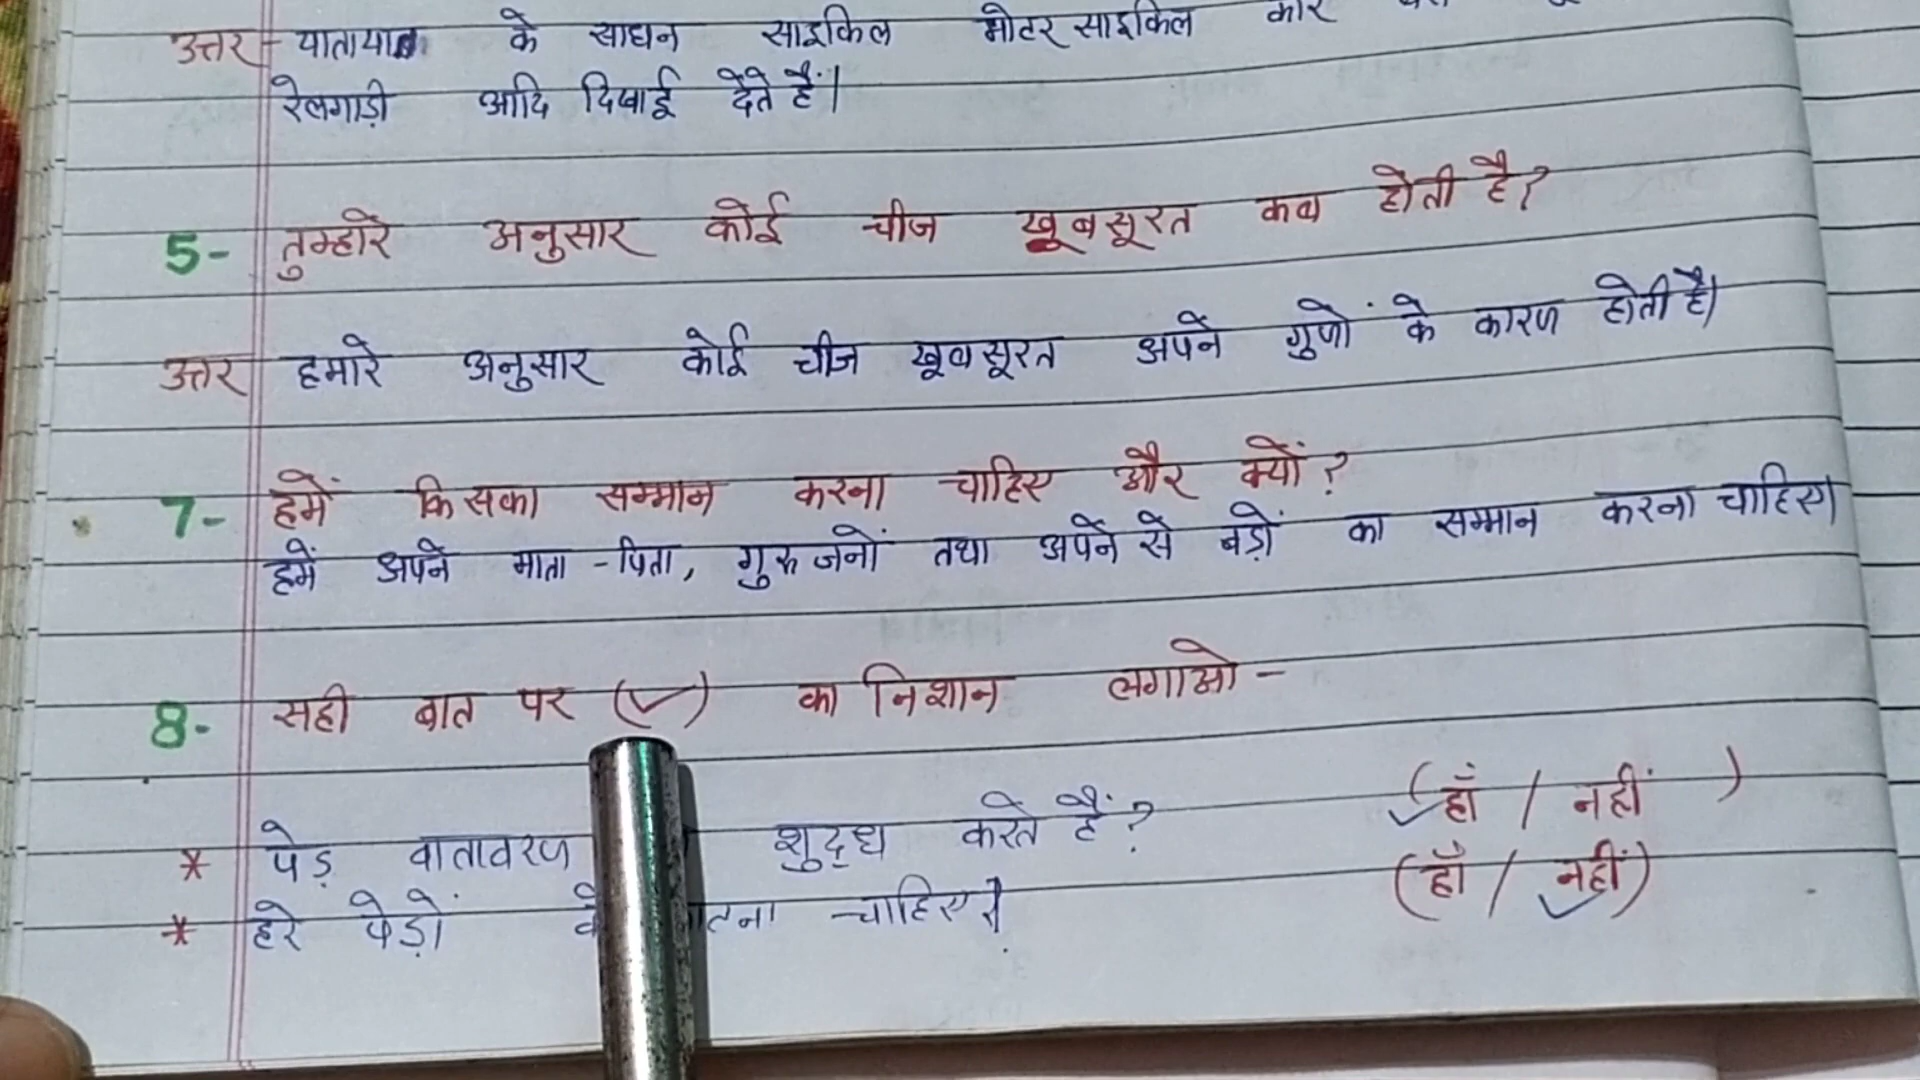 उत्तर - यातायात के साधन साइकिल मोटर साइकिल कार
रेलगाड़ी आदि दिखाई देते हैं।
5- तुम्हारे अनुसार कोई चीज खूबसूरत कब होती है?
उत्तर हमारे अनुसार कोई चीज खूबसूरत अपने गुणों के कारण होती है।
7- हमें किसका सम्मान करना चाहिए और क्यों?
हमें अपने माता-पिता, गुरुजनों तथा अपने से बड़ों का सम्मान करना चाहिए।
8- सही बात पर (✓) का निशान लगाओ -
* पेड़ वातावरण शुद्ध करते हैं? (✓हाँ / नहीं )
* हरे पेड़ों चाहिए? (हाँ / नहीं✓)